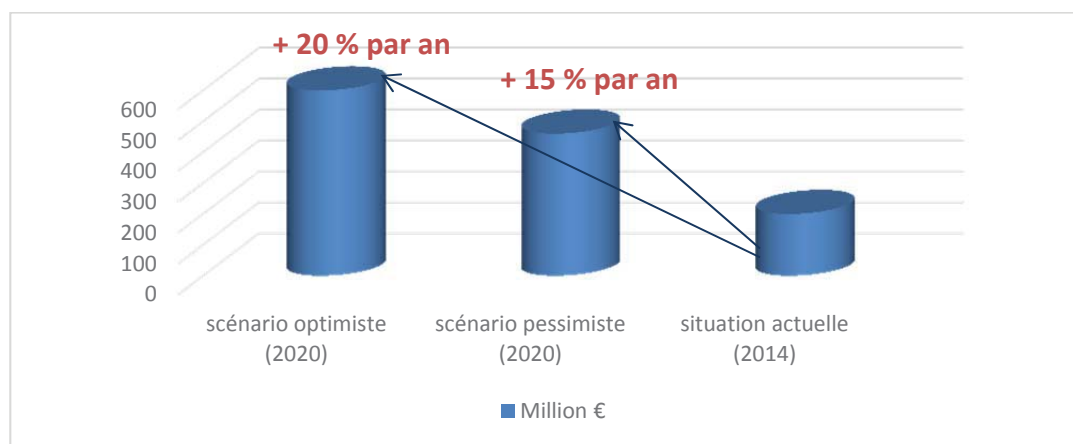 + 20 % par an
+ 15 % par an
600
500
400
300
200
100
0
scénario optimiste
(2020)
scénario pessimiste
(2020)
situation actuelle
(2014)
Million €